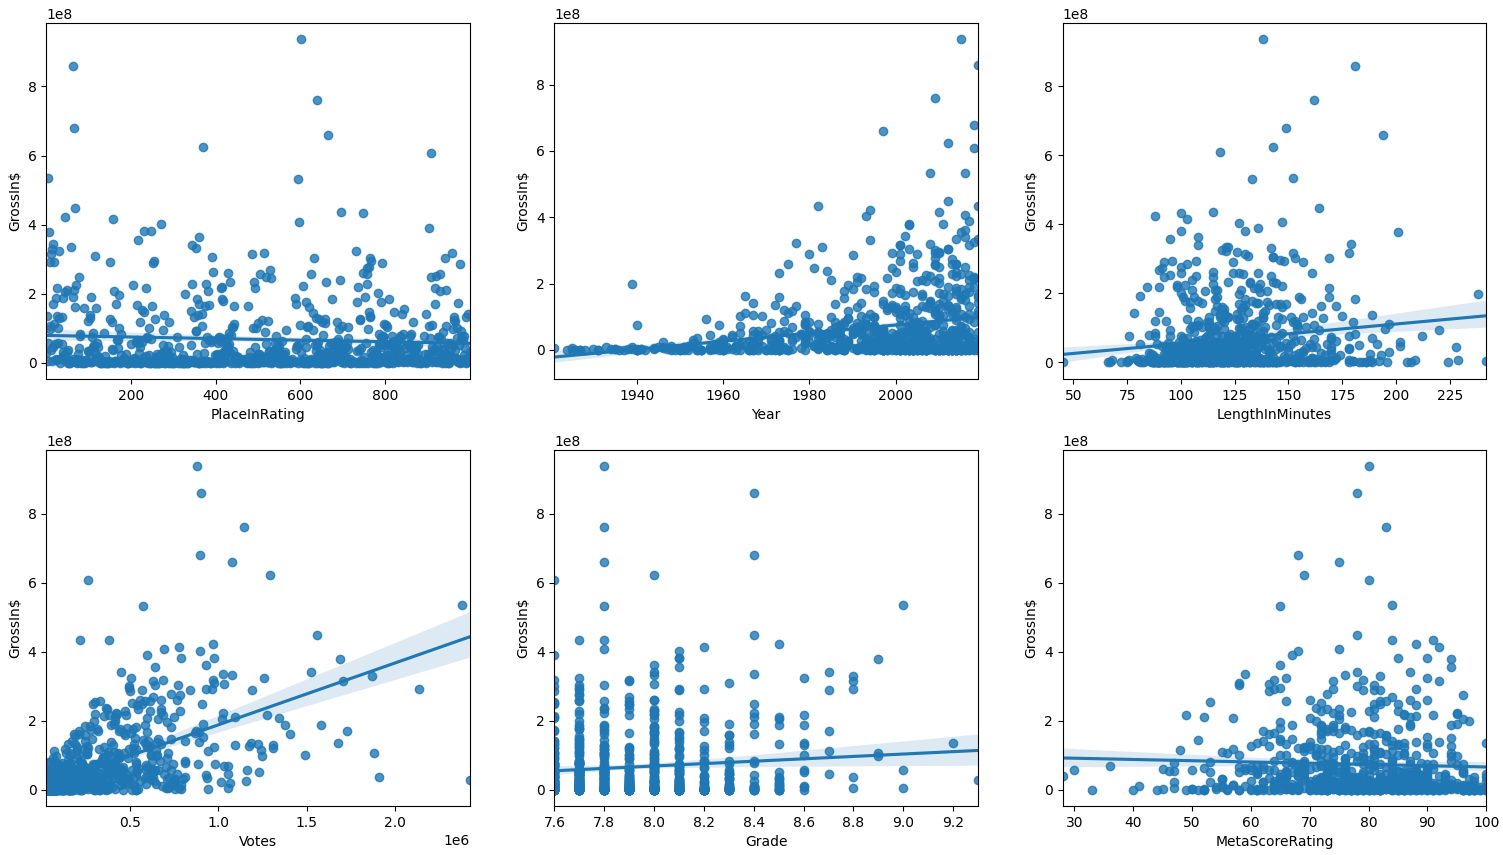 1e8 1e8 1e8
GrossIn$ GrossIn$ GrossIn$
8 8 8
6 6 6
4 4 4
2 2 2
0 0 0
200 400 600 800 1940 1960 1980 2000 50 75 100 125 150 175 200 225
PlaceInRating Year LengthInMinutes
1e8 1e8 1e8
GrossIn$ GrossIn$ GrossIn$
8 8 8
6 6 6
4 4 4
2 2 2
0 0 0
0.5 1.0 1.5 2.0 7.6 7.8 8.0 8.2 8.4 8.6 8.8 9.0 9.2 30 40 50 60 70 80 90 100
Votes 1e6 Grade MetaScoreRating